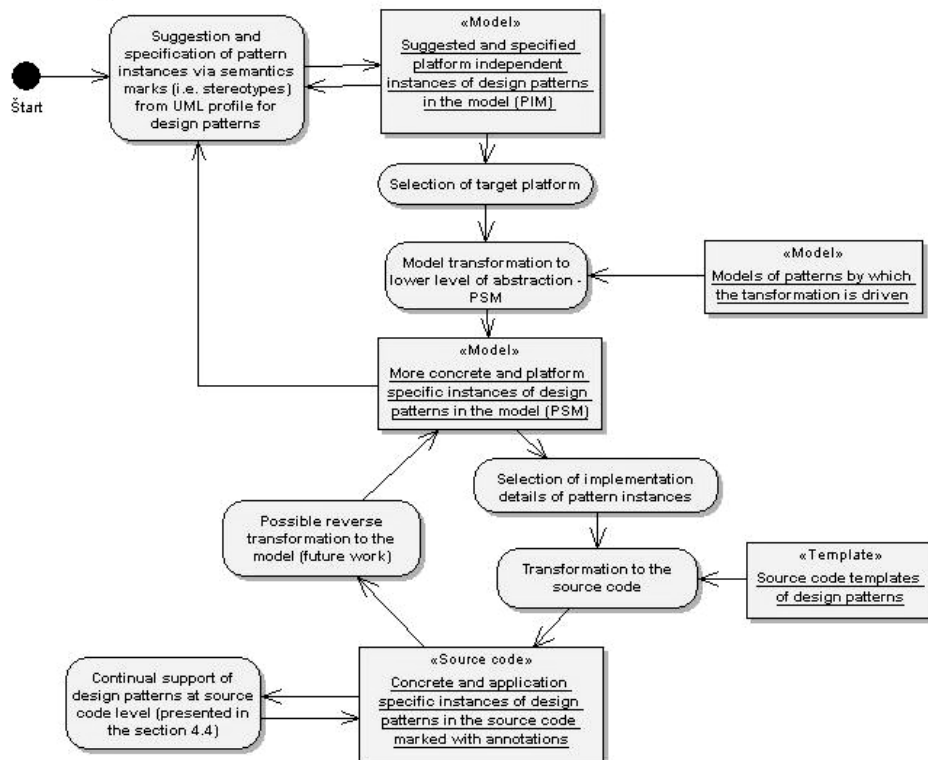 Štart
Suggestion and
specification of pattern
instances via semantics
marks (i.e. stereotypes)
from UML profile for
design patterns
«Model»
Suggested and specified
platform independent
instances of design patterns
in the model (PIM)
Selection of target platform
Model transformation to
lower level of abstraction -
PSM
«Model»
Models of patterns by which
the tansformation is driven
«Model»
More concrete and platform
specific instances of design
patterns in the model (PSM)
Selection of implementation
details of pattern instances
Possible reverse
transformation to the
model (future work)
Transformation to the
source code
«Template»
Source code templates
of design patterns
«Source code»
Concrete and application
specific instances of design
patterns in the source code
marked with annotations
Continual support of
design patterns at source
code level (presented in
the section 4.4)